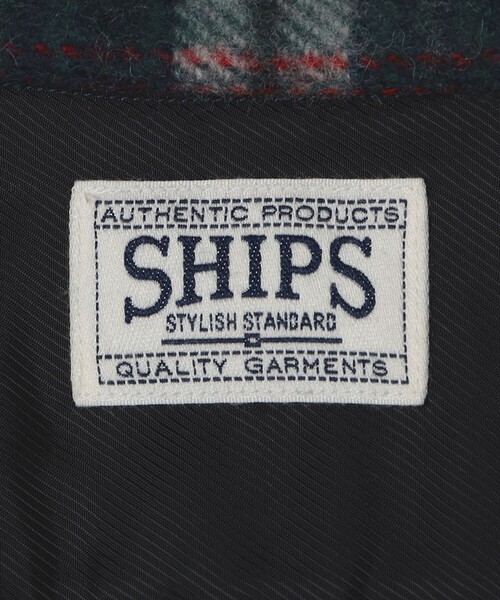 AUTHENTIC PRODUCTS
SHIPS
STYLISH STANDARD
QUALITY GARMENTS